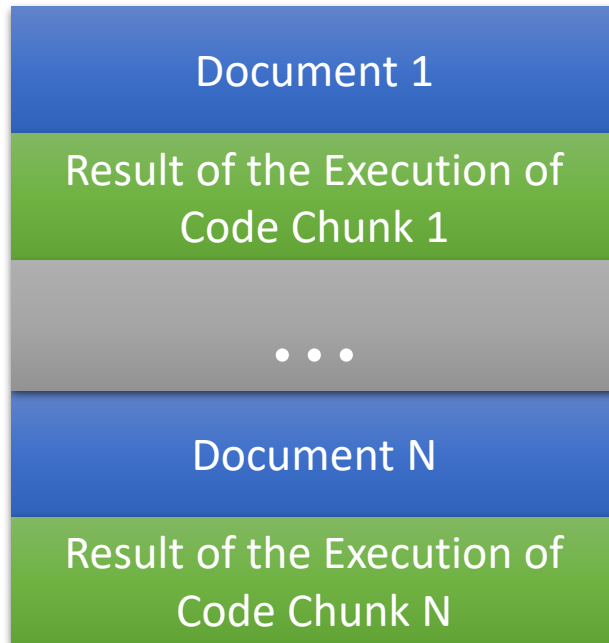 Document 1
Result of the Execution of
Code Chunk 1
...
Document N
Result of the Execution of
Code Chunk N